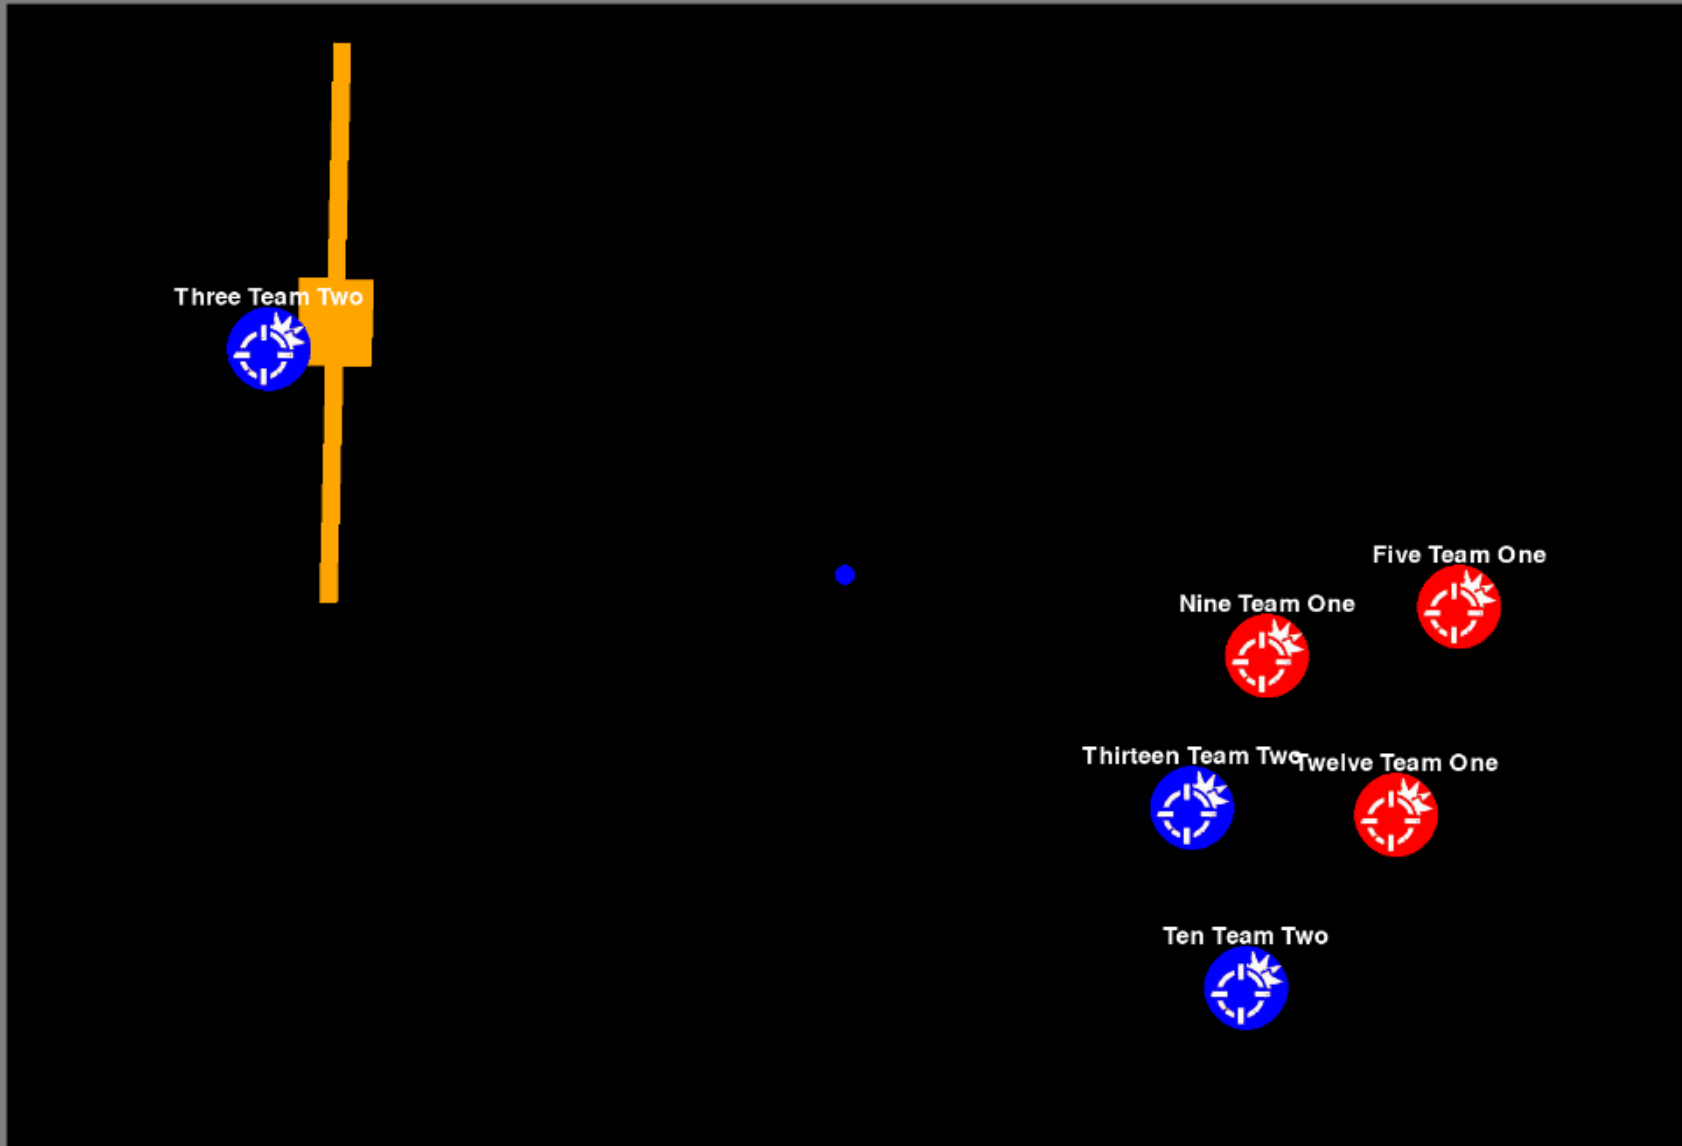 Three Team Two
Five Team One
Nine Team One
Thirteen Team Two
Twelve Team One
Ten Team Two